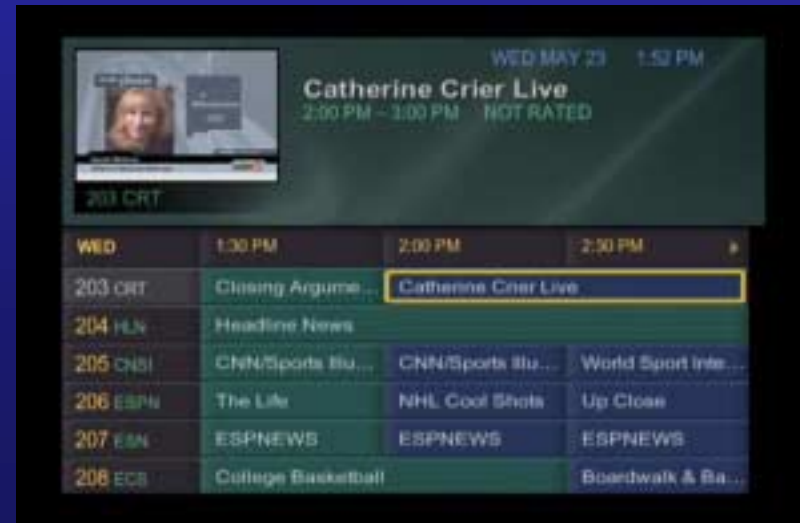 WED MAY 23 1:52 PM
Catherine Crier Live
2:00 PM – 3:00 PM NOT RATED
203 CRT
WED 1:30 PM 2:00 PM 2:30 PM
203 CRT Closing Argume... Catherine Crier Live
204 HLN Headline News
205 CNSI CNN/Sports Illu... CNN/Sports Illu... World Sport Inte...
206 ESPN The Life NHL Cool Shots Up Close
207 ESN ESPNEWS ESPNEWS ESPNEWS
208 ECB College Basketball Boardwalk & Ba...